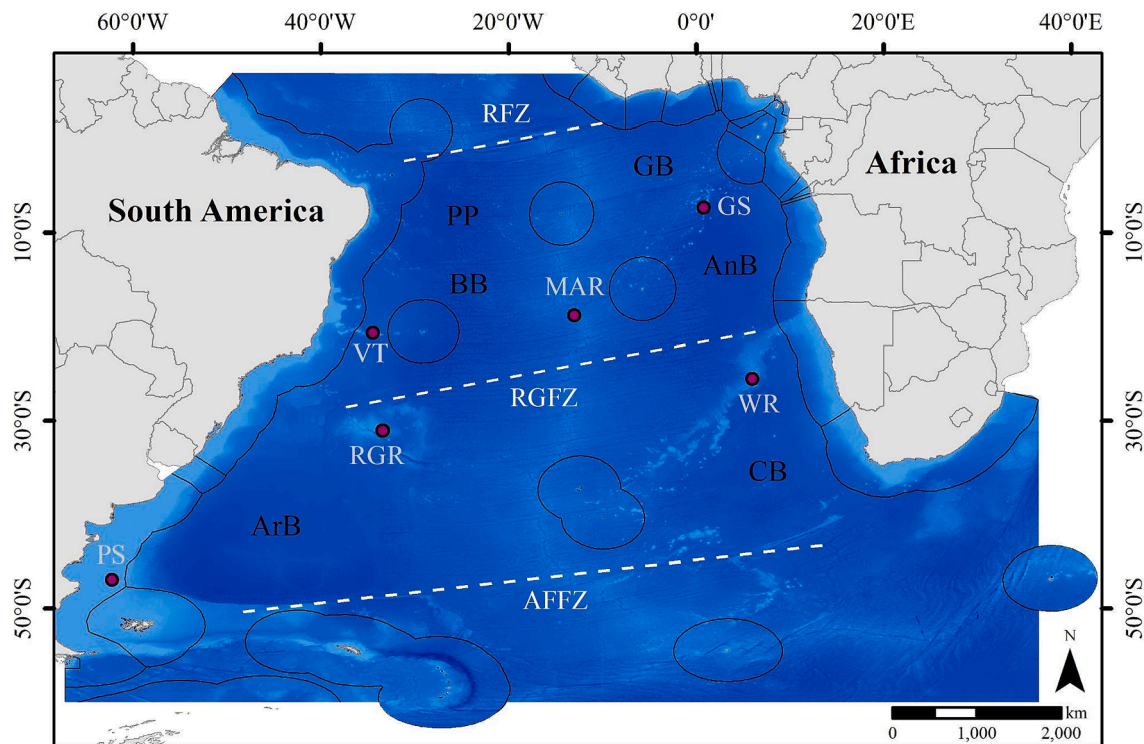 60°0'W 40°0'W 20°0'W 0°0' 20°0'E 40°0'E
RFZ
GB
Africa
South America
PP
GS
10°S
10°0'S
AnB
BB
MAR
VT
RGFZ
WR
30°0'S
30°0'S
RGR
CB
ArB
PS
AFFZ
50°0'S
50°0'S
N
0 1,000 2,000 km